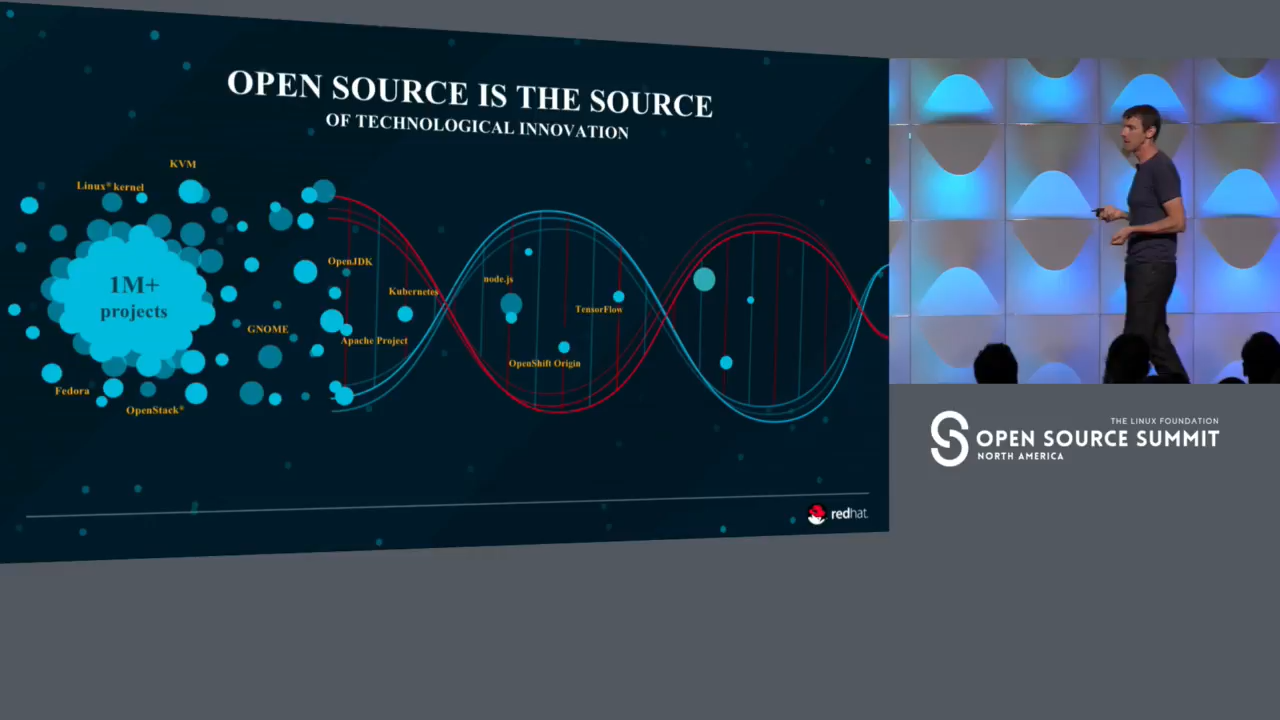 OPEN SOURCE IS THE SOURCE
OF TECHNOLOGICAL INNOVATION
KVM
Linux® kernel
1M+
projects
OpenJDK
Kubernetes
node.js
TensorFlow
GNOME
Apache Project
OpenShift Origin
Fedora
OpenStack®
redhat.
THE LINUX FOUNDATION
OPEN SOURCE SUMMIT
NORTH AMERICA